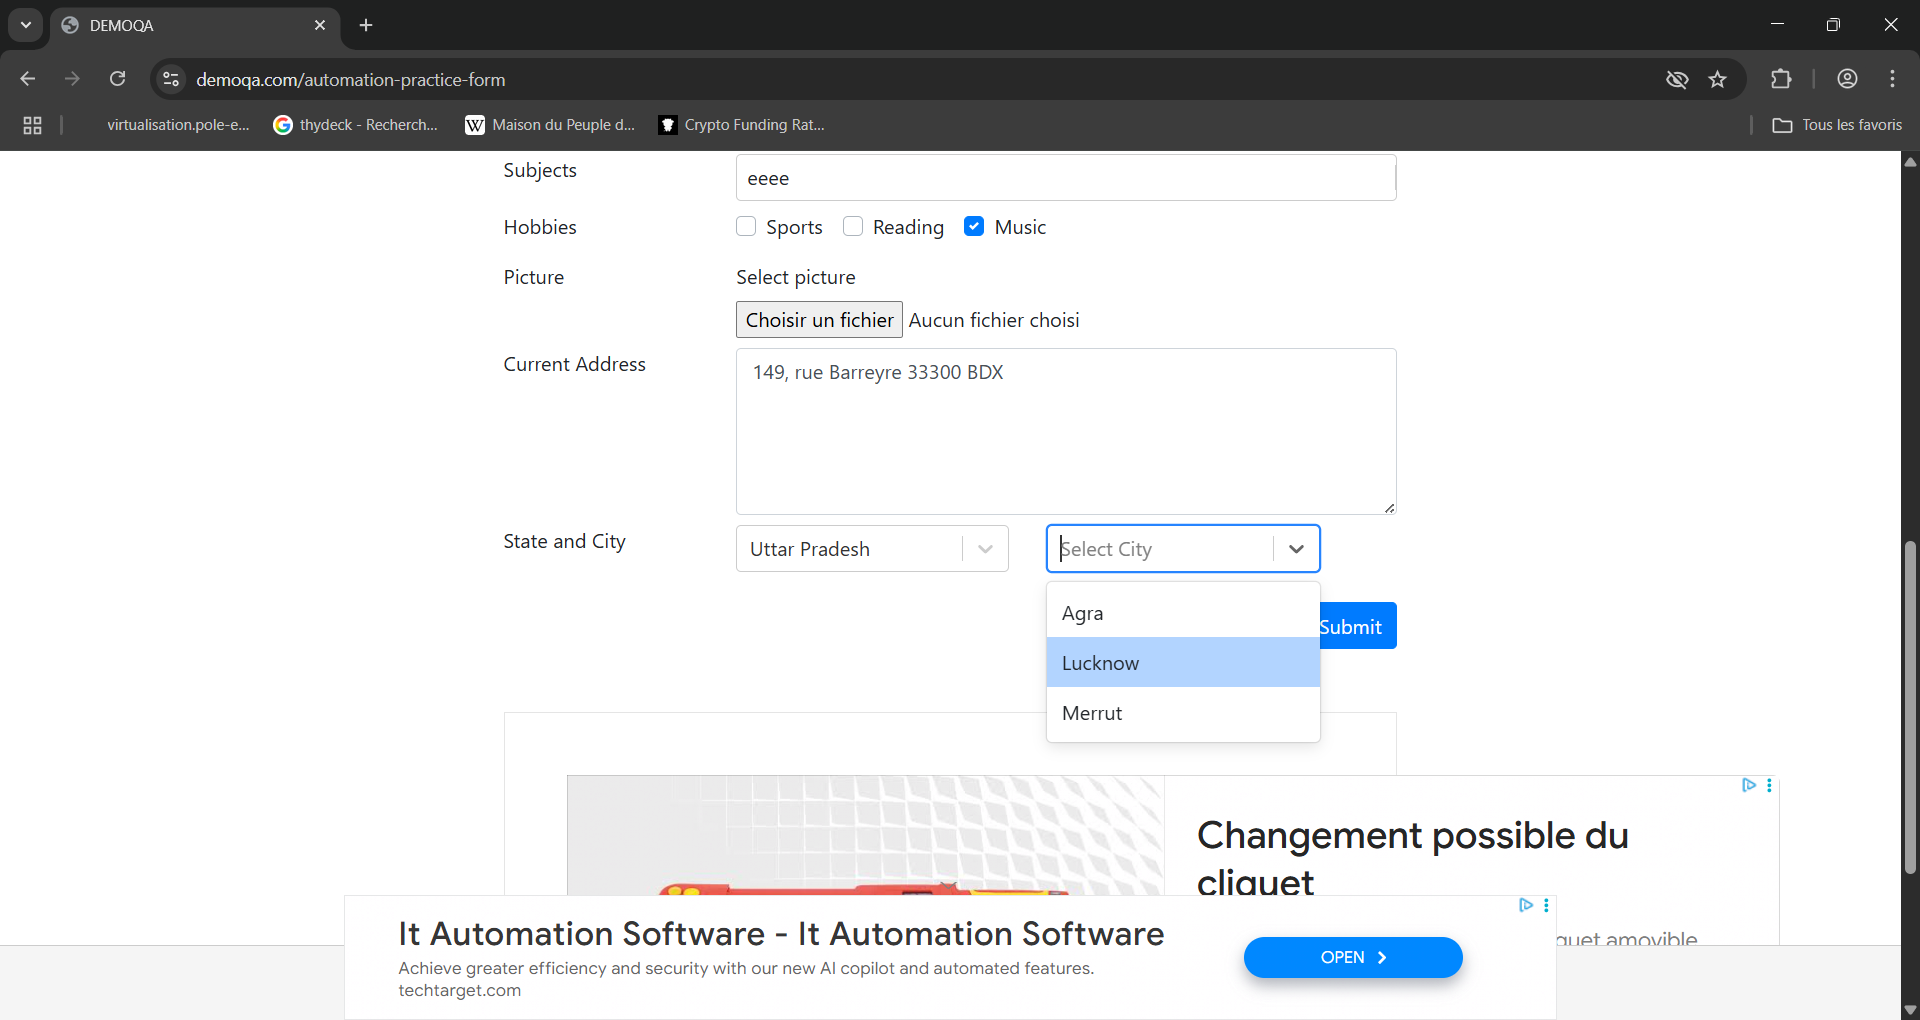 DEMOQA
demoqa.com/automation-practice-form
virtualisation.pole-e... thydeck - Recherch... Maison du Peuple d... Crypto Funding Rat... Tous les favoris
Subjects eeee
Hobbies Sports Reading Music
Picture Select picture
Choisir un fichier Aucun fichier choisi
Current Address 149, rue Barreyre 33300 BDX
State and City Uttar Pradesh Select City
Agra
Submit
Lucknow
Merrut
Changement possible du
cliquet
quet amovible
It Automation Software - It Automation Software
Achieve greater efficiency and security with our new AI copilot and automated features.
techtarget.com
OPEN